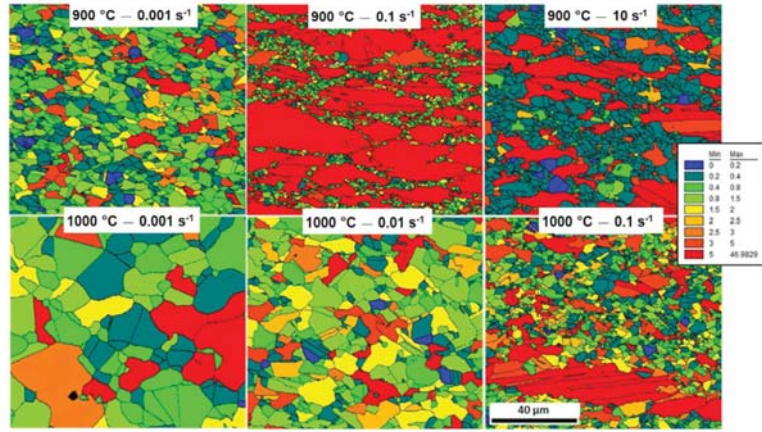 900 °C — 0.001 s⁻¹
900 °C — 0.1 s⁻¹
900 °C — 10 s⁻¹
Min Max
0 0.2
0.2 0.4
0.4 0.8
0.8 1.5
1.5 2
2 2.5
2.5 3
3 5
5 46.9829
1000 °C — 0.001 s⁻¹
1000 °C — 0.01 s⁻¹
1000 °C — 0.1 s⁻¹
40 µm